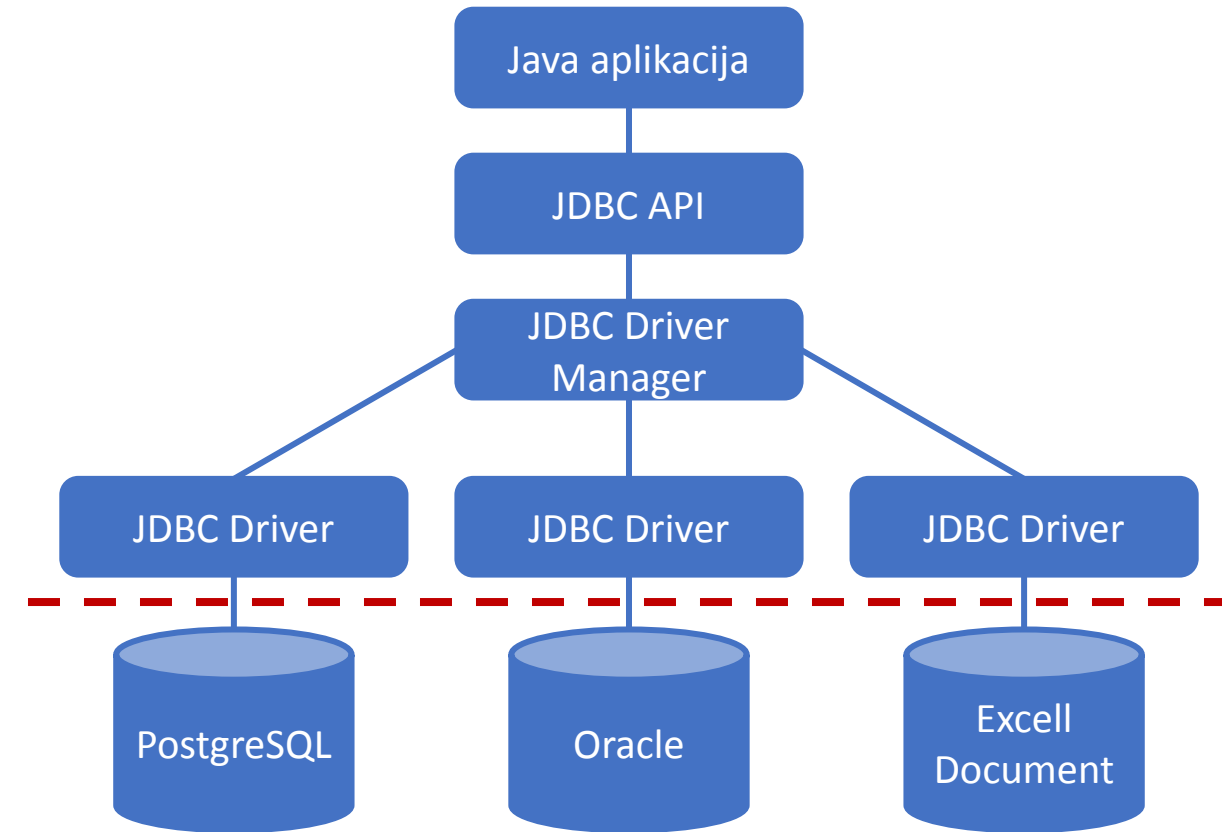 Java aplikacija
JDBC API
JDBC Driver
Manager
JDBC Driver
JDBC Driver
JDBC Driver
PostgreSQL
Oracle
Excell
Document